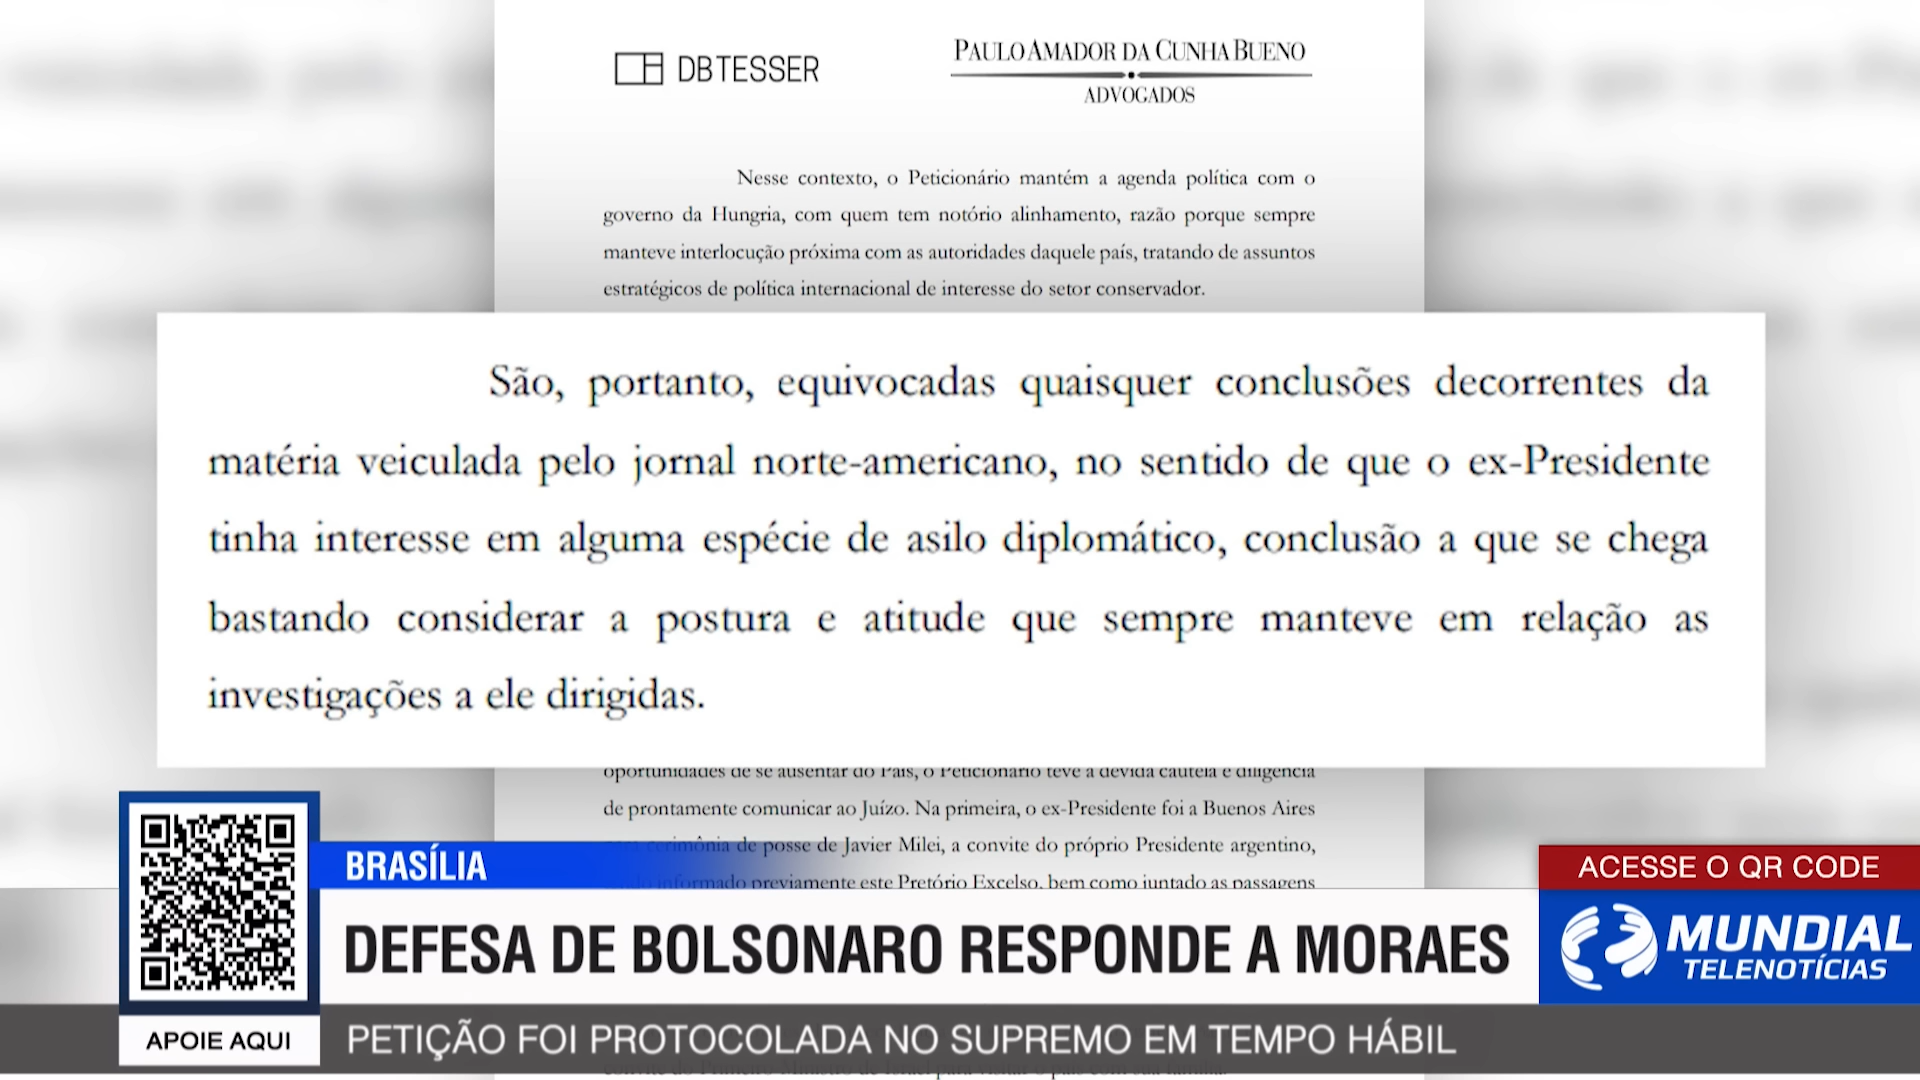 DBTESSER
PAULO AMADOR DA CUNHA BUENO
ADVOGADOS
Nesse contexto, o Peticionário mantém a agenda política com o
governo da Hungria, com quem tem notório alinhamento, razão porque sempre
manteve interlocução próxima com as autoridades daquele país, tratando de assuntos
estratégicos de política internacional de interesse do setor conservador.
São, portanto, equivocadas quaisquer conclusões decorrentes da
matéria veiculada pelo jornal norte-americano, no sentido de que o ex-Presidente
tinha interesse em alguma espécie de asilo diplomático, conclusão a que se chega
bastando considerar a postura e atitude que sempre manteve em relação as
investigações a ele dirigidas.
oportunidades de se ausentar do País, o Peticionário teve a devida cautela e diligência
de prontamente comunicar ao Juízo. Na primeira, o ex-Presidente foi a Buenos Aires
cerimônia de posse de Javier Milei, a convite do próprio Presidente argentino,
informado previamente este Pretório Excelso, bem como juntado as passagens
BRASÍLIA
DEFESA DE BOLSONARO RESPONDE A MORAES
PETIÇÃO FOI PROTOCOLADA NO SUPREMO EM TEMPO HÁBIL
APOIE AQUI
ACESSE O QR CODE
MUNDIAL
TELENOTÍCIAS